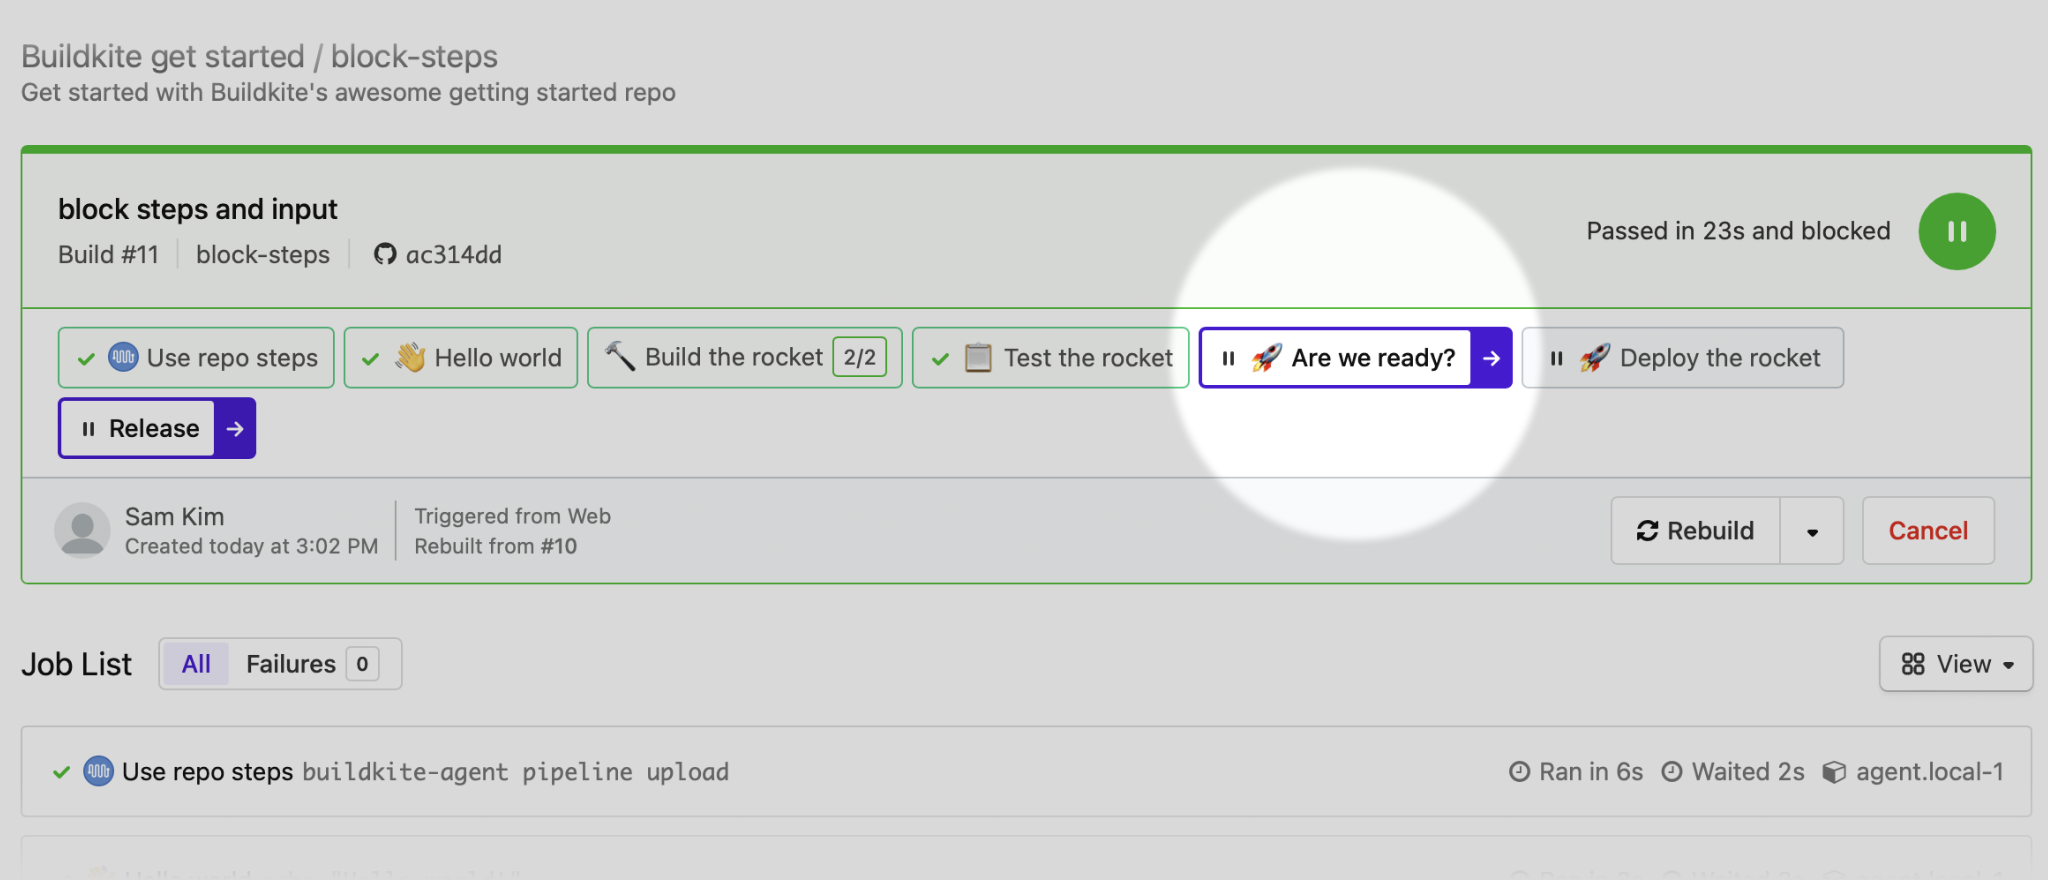 Buildkite get started / block-steps
Get started with Buildkite's awesome getting started repo
block steps and input
Build #11 block-steps ac314dd
Passed in 23s and blocked
Use repo steps
Hello world
Build the rocket 2/2
Test the rocket
Are we ready?
Deploy the rocket
Release
Sam Kim
Created today at 3:02 PM
Triggered from Web
Rebuilt from #10
Rebuild
Cancel
Job List
All
Failures 0
View
Use repo steps buildkite-agent pipeline upload
Ran in 6s Waited 2s agent.local-1